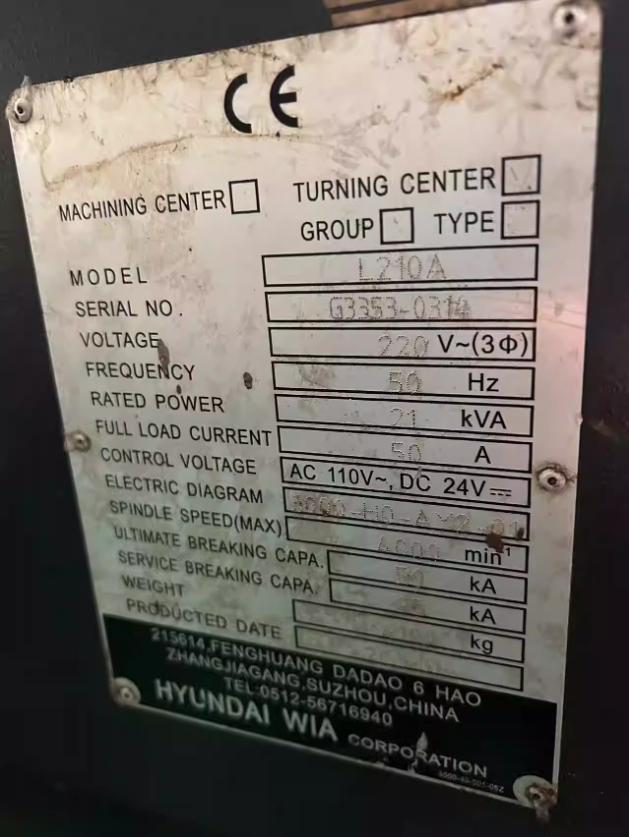 CE
MACHINING CENTER TURNING CENTER
GROUP TYPE
MODEL L210A
SERIAL NO. G3353-0314
VOLTAGE 220 V~(3Φ)
FREQUENCY 50 Hz
RATED POWER 21 kVA
FULL LOAD CURRENT 50 A
CONTROL VOLTAGE AC 110V~, DC 24V
ELECTRIC DIAGRAM
SPINDLE SPEED(MAX) min⁻¹
ULTIMATE BREAKING CAPA. kA
SERVICE BREAKING CAPA. kA
WEIGHT kg
PRODUCTED DATE
215614,FENGHUANG DADAO 6 HAO
ZHANGJIAGANG,SUZHOU,CHINA
TEL:0512-56716940
HYUNDAI WIA CORPORATION